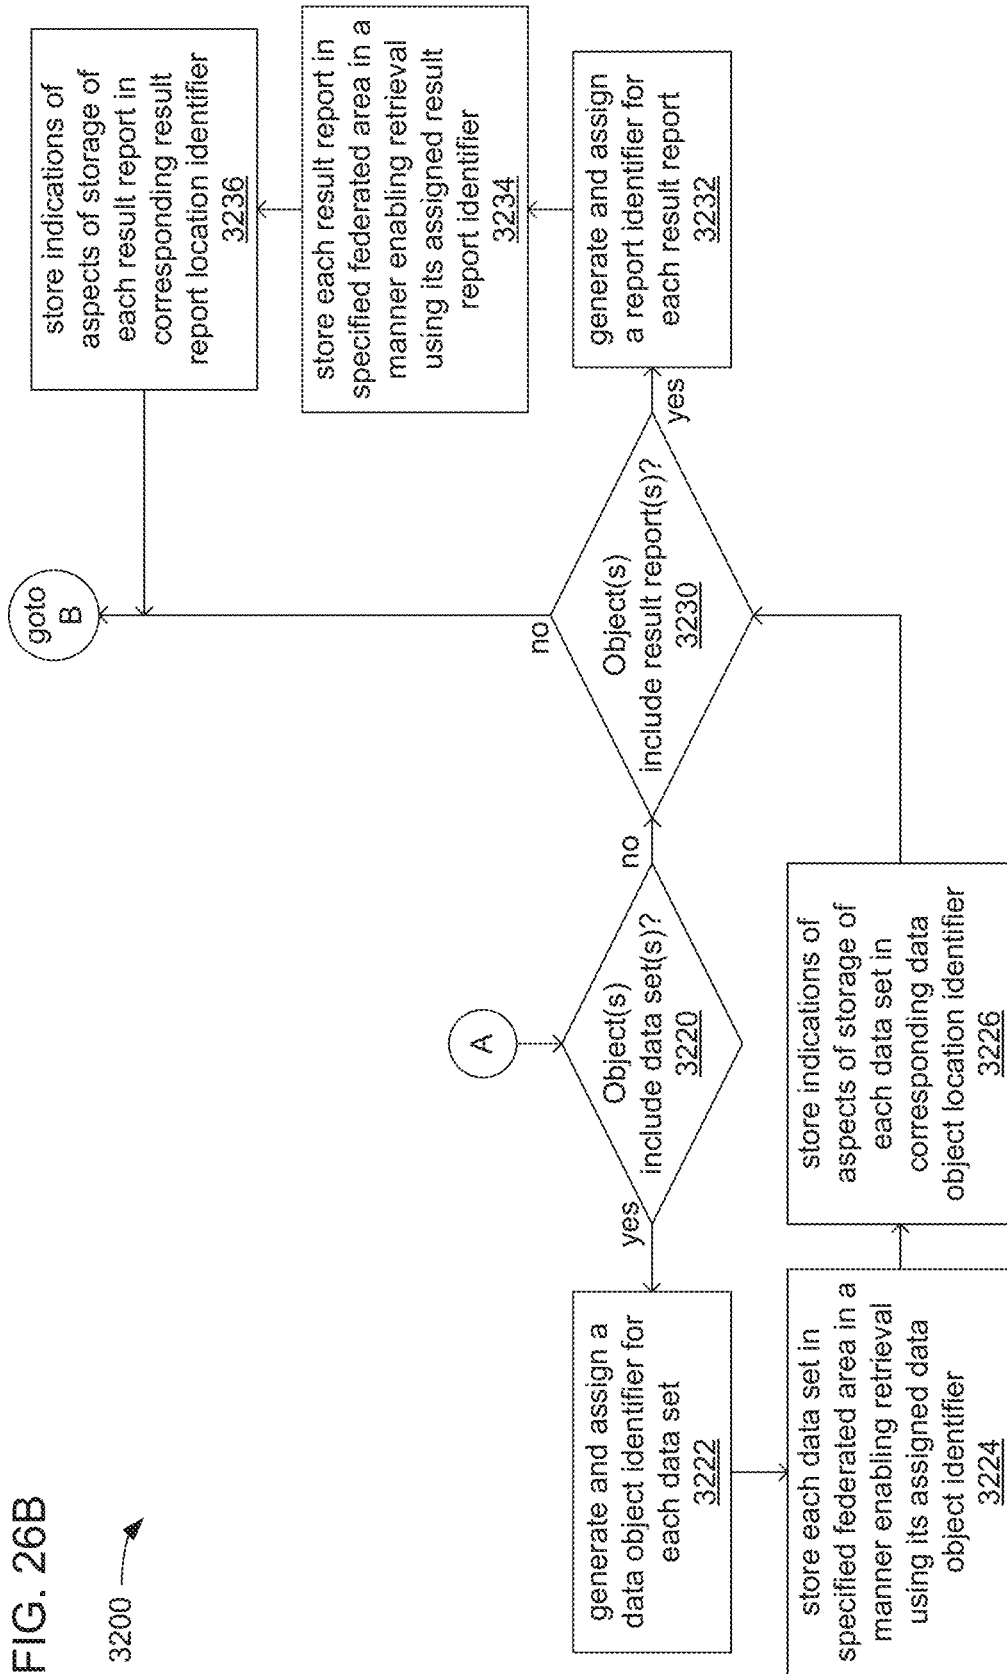 FIG. 26B
3200
A
Object(s)
include data set(s)?
3220
yes
no
generate and assign a
data object identifier for
each data set
3222
store each data set in
specified federated area in a
manner enabling retrieval
using its assigned data
object identifier
3224
store indications of
aspects of storage of
each data set in
corresponding data
object location identifier
3226
Object(s)
include result report(s)?
3230
no
yes
generate and assign
a report identifier for
each result report
3232
store each result report in
specified federated area in a
manner enabling retrieval
using its assigned result
report identifier
3234
store indications of
aspects of storage of
each result report in
corresponding result
report location identifier
3236
goto
B